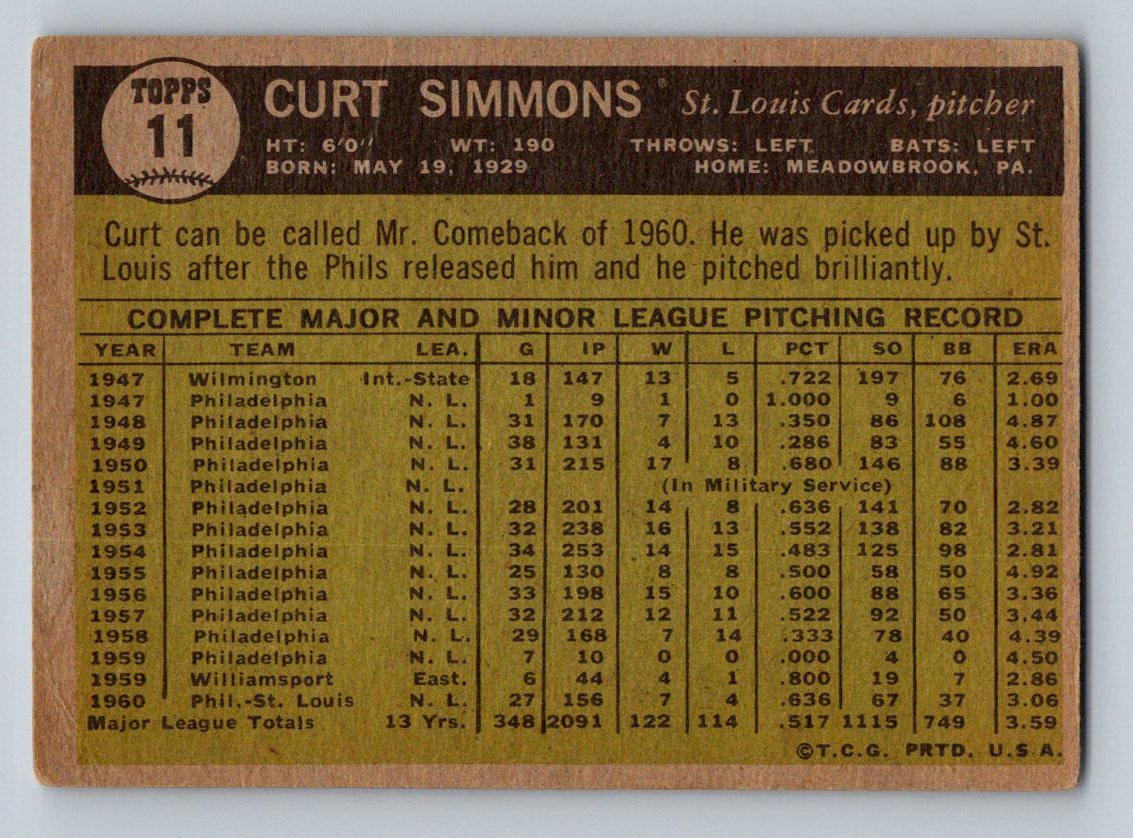 TOPPS
11
CURT SIMMONS St. Louis Cards, pitcher
HT: 6'0" WT: 190 THROWS: LEFT BATS: LEFT
BORN: MAY 19, 1929 HOME: MEADOWBROOK, PA.
Curt can be called Mr. Comeback of 1960. He was picked up by St.
Louis after the Phils released him and he pitched brilliantly.
COMPLETE MAJOR AND MINOR LEAGUE PITCHING RECORD
YEAR TEAM LEA. G IP W L PCT SO BB ERA
1947 Wilmington Int.-State 18 147 13 5 .722 197 76 2.69
1947 Philadelphia N. L. 1 9 1 0 1.000 9 6 1.00
1948 Philadelphia N. L. 31 170 7 13 .350 86 108 4.87
1949 Philadelphia N. L. 38 131 4 10 .286 83 55 4.60
1950 Philadelphia N. L. 31 215 17 8 .680 146 88 3.39
1951 Philadelphia N. L. (In Military Service)
1952 Philadelphia N. L. 28 201 14 8 .636 141 70 2.82
1953 Philadelphia N. L. 32 238 16 13 .552 138 82 3.21
1954 Philadelphia N. L. 34 253 14 15 .483 125 98 2.81
1955 Philadelphia N. L. 25 130 8 8 .500 58 50 4.92
1956 Philadelphia N. L. 33 198 15 10 .600 88 65 3.36
1957 Philadelphia N. L. 32 212 12 11 .522 92 50 3.44
1958 Philadelphia N. L. 29 168 7 14 .333 78 40 4.39
1959 Philadelphia N. L. 7 10 0 0 .000 4 0 4.50
1959 Williamsport East. 6 44 4 1 .800 19 7 2.86
1960 Phil.-St. Louis N. L. 27 156 7 4 .636 67 37 3.06
Major League Totals 13 Yrs. 348 2091 122 114 .517 1115 749 3.59
©T.C.G. PRTD. U.S.A.